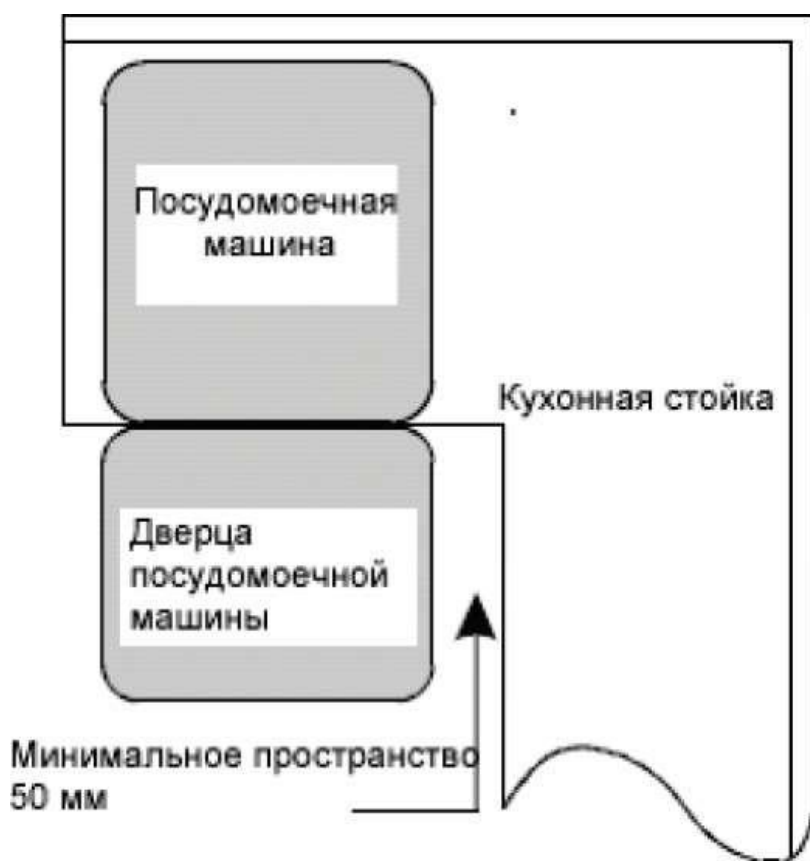 Посудомоечная
машина
Кухонная стойка
Дверца
посудомоечной
машины
Минимальное пространство
50 мм